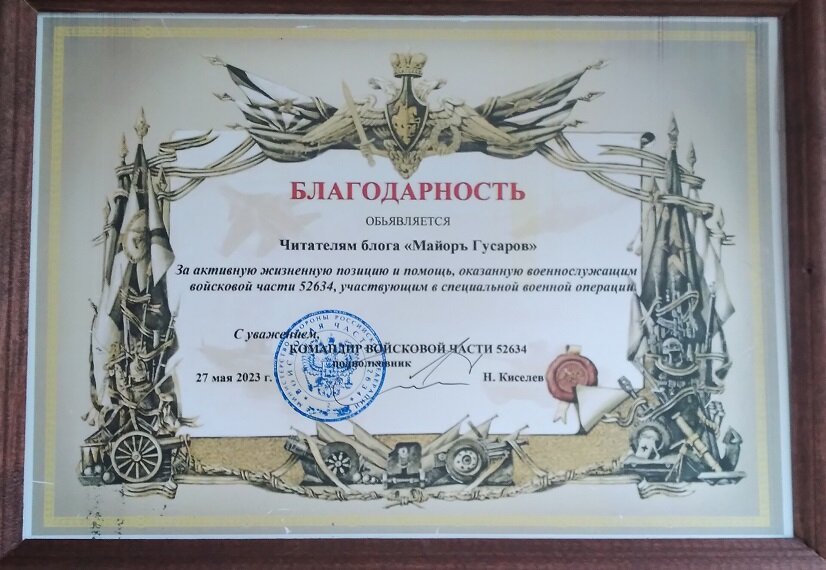 БЛАГОДАРНОСТЬ
ОБЪЯВЛЯЕТСЯ
Читателям блога «Майоръ Гусаров»
За активную жизненную позицию и помощь, оказанную военнослужащим
войсковой части 52634, участвующим в специальной военной операции.
С уважением,
КОМАНДИР ВОЙСКОВОЙ ЧАСТИ 52634
подполковник
27 мая 2023 г.
Н. Киселев